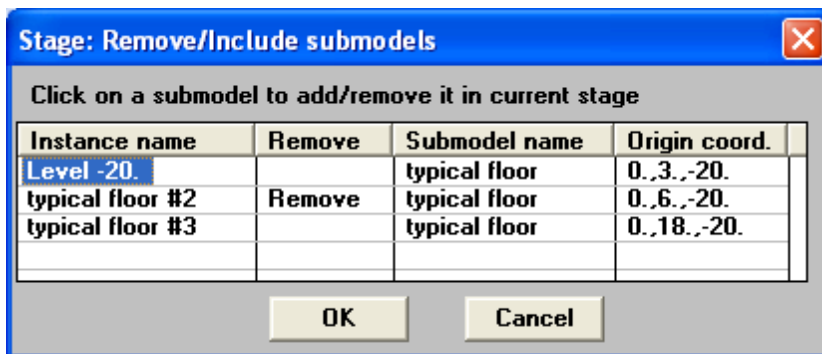 Stage: Remove/Include submodels
Click on a submodel to add/remove it in current stage
Instance name Remove Submodel name Origin coord.
Level -20. typical floor 0.,3.,-20.
typical floor #2 Remove typical floor 0.,6.,-20.
typical floor #3 typical floor 0.,18.,-20.
OK Cancel